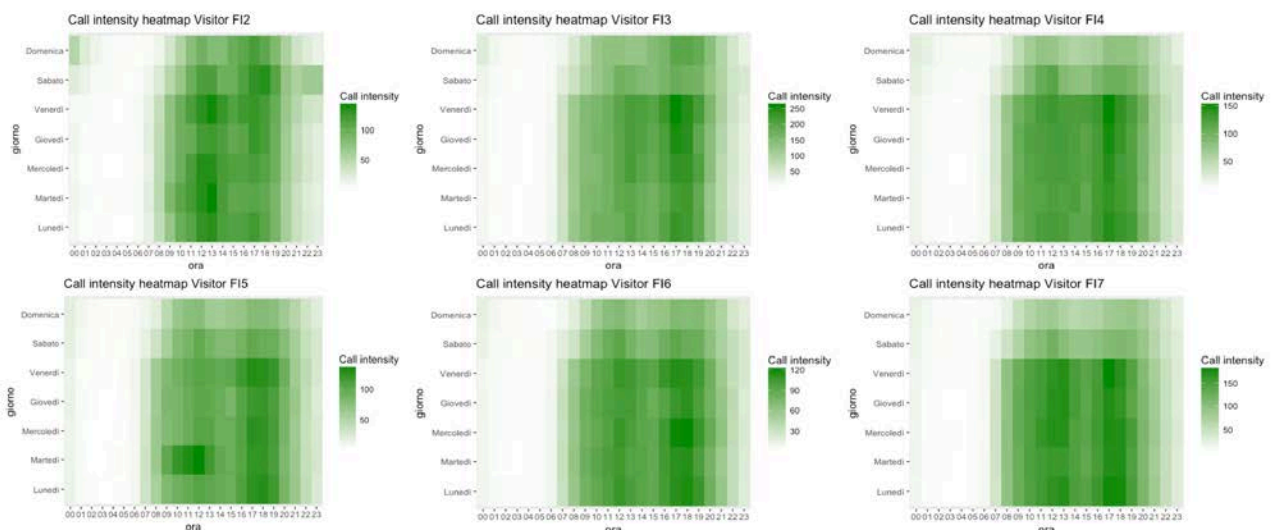 Call intensity heatmap Visitor FI2
giorno
Domenica
Sabato
Venerdì
Giovedì
Mercoledì
Martedì
Lunedì
00 01 02 03 04 05 06 07 08 09 10 11 12 13 14 15 16 17 18 19 20 21 22 23
ora
Call intensity
100
50
Call intensity heatmap Visitor FI3
giorno
Domenica
Sabato
Venerdì
Giovedì
Mercoledì
Martedì
Lunedì
00 01 02 03 04 05 06 07 08 09 10 11 12 13 14 15 16 17 18 19 20 21 22 23
ora
Call intensity
250
200
150
100
50
Call intensity heatmap Visitor FI4
giorno
Domenica
Sabato
Venerdì
Giovedì
Mercoledì
Martedì
Lunedì
00 01 02 03 04 05 06 07 08 09 10 11 12 13 14 15 16 17 18 19 20 21 22 23
ora
Call intensity
150
100
50
Call intensity heatmap Visitor FI5
giorno
Domenica
Sabato
Venerdì
Giovedì
Mercoledì
Martedì
Lunedì
00 01 02 03 04 05 06 07 08 09 10 11 12 13 14 15 16 17 18 19 20 21 22 23
ora
Call intensity
100
50
Call intensity heatmap Visitor FI6
giorno
Domenica
Sabato
Venerdì
Giovedì
Mercoledì
Martedì
Lunedì
00 01 02 03 04 05 06 07 08 09 10 11 12 13 14 15 16 17 18 19 20 21 22 23
ora
Call intensity
120
90
60
30
Call intensity heatmap Visitor FI7
giorno
Domenica
Sabato
Venerdì
Giovedì
Mercoledì
Martedì
Lunedì
00 01 02 03 04 05 06 07 08 09 10 11 12 13 14 15 16 17 18 19 20 21 22 23
ora
Call intensity
150
100
50